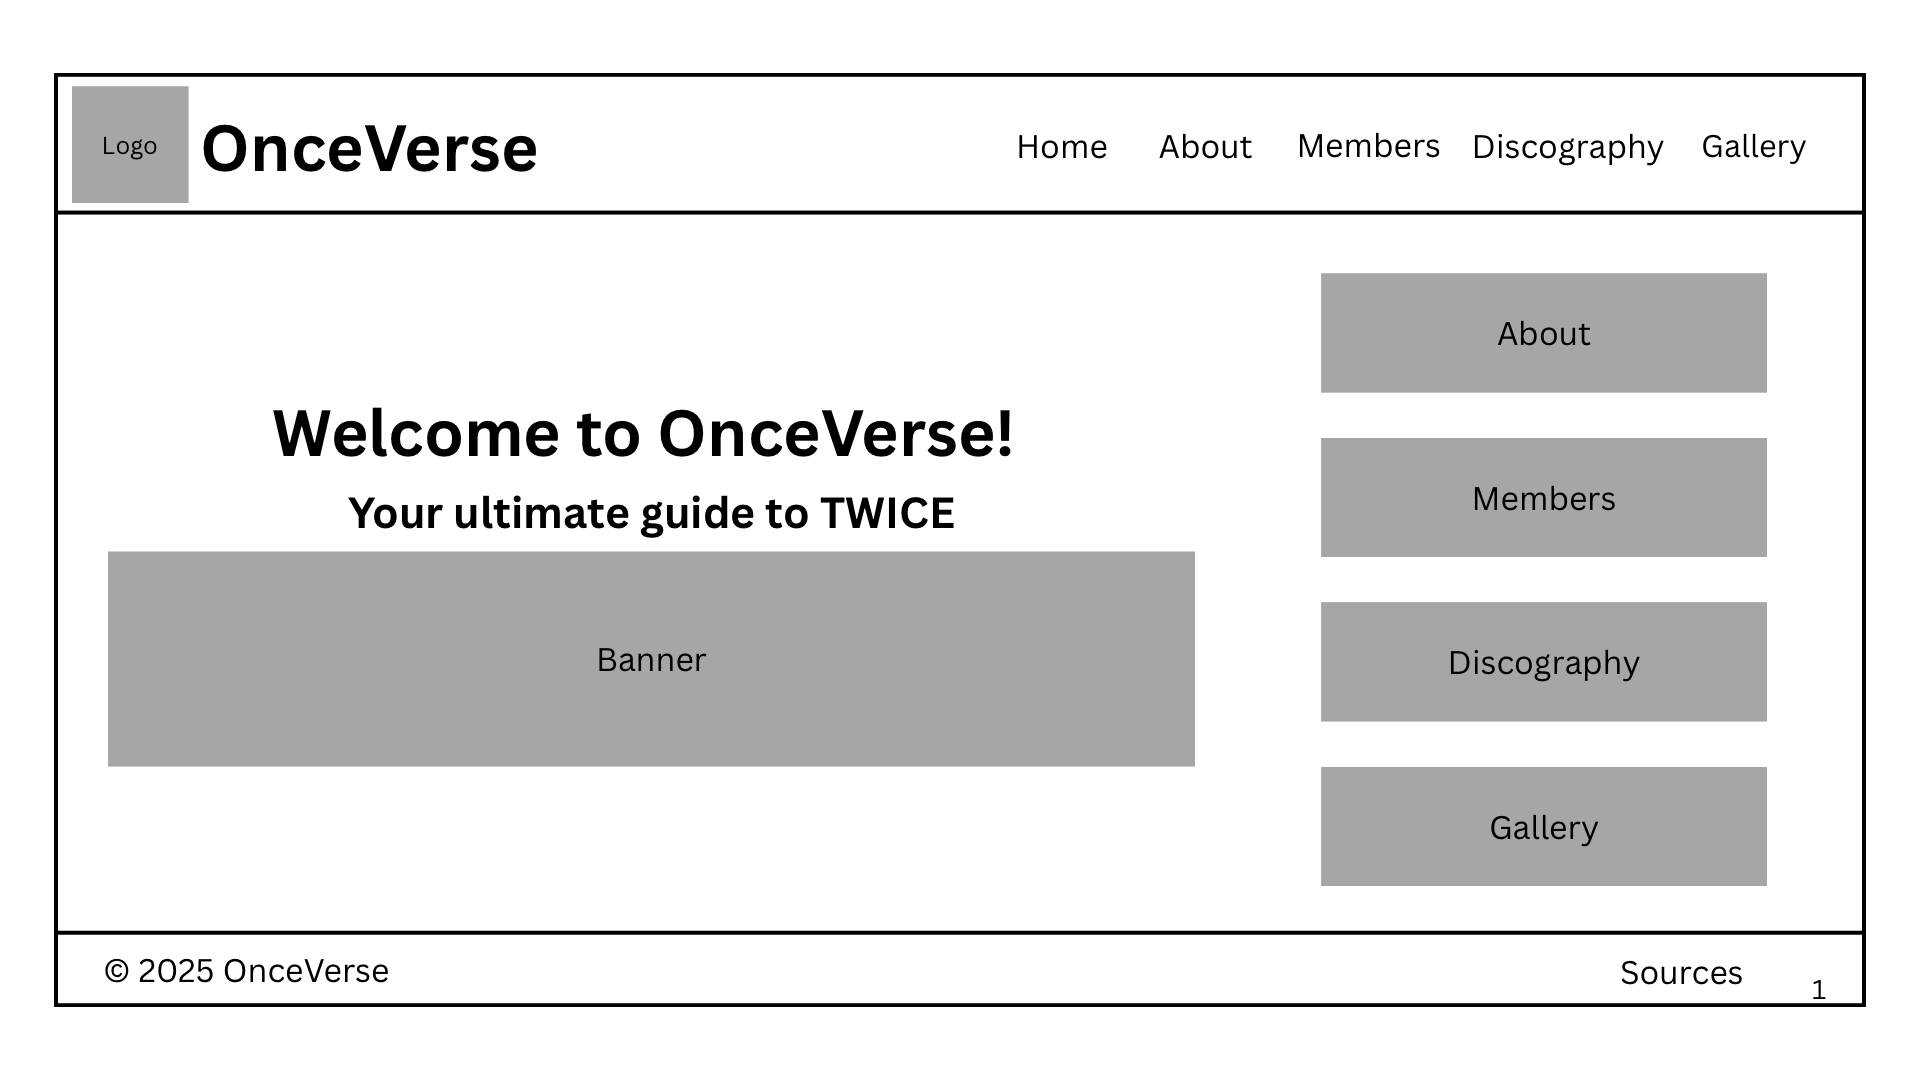 Logo
OnceVerse
Home About Members Discography Gallery
Welcome to OnceVerse!
Your ultimate guide to TWICE
Banner
About
Members
Discography
Gallery
© 2025 OnceVerse
Sources
1